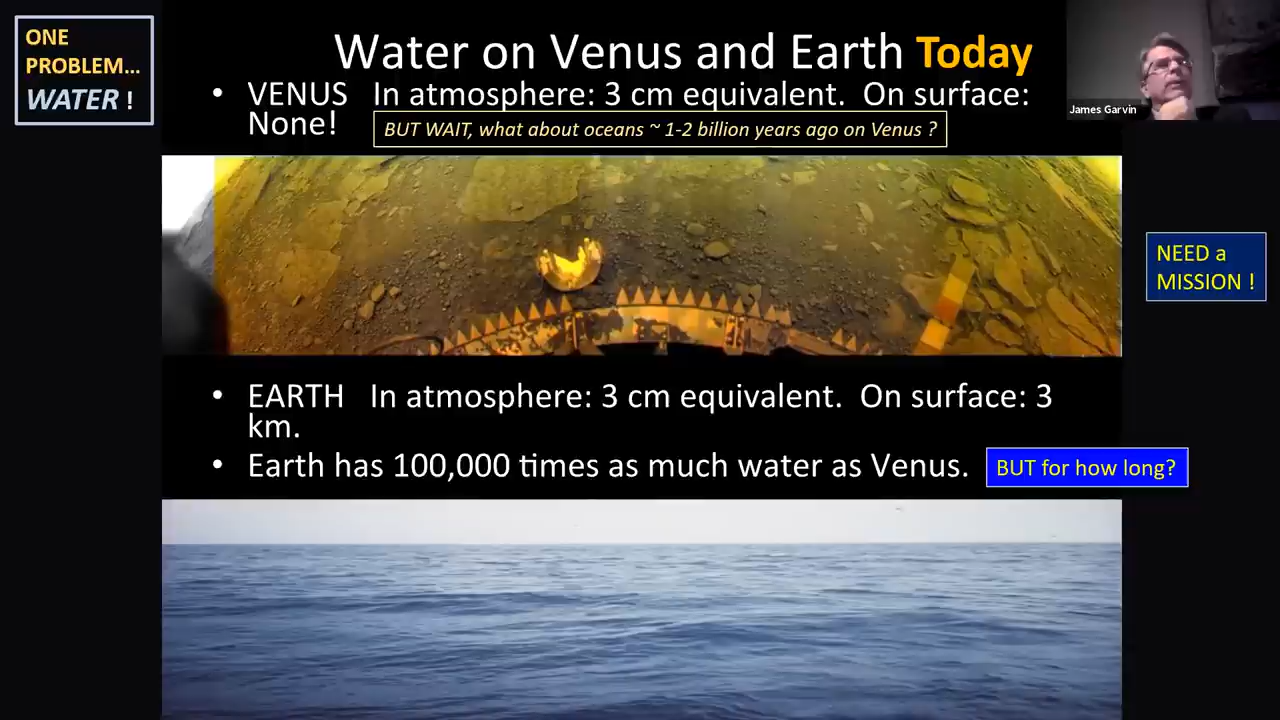 ONE
PROBLEM...
WATER !
Water on Venus and Earth Today
James Garvin
• VENUS In atmosphere: 3 cm equivalent. On surface:
None!
BUT WAIT, what about oceans ~ 1-2 billion years ago on Venus ?
NEED a
MISSION !
• EARTH In atmosphere: 3 cm equivalent. On surface: 3
km.
• Earth has 100,000 times as much water as Venus.
BUT for how long?